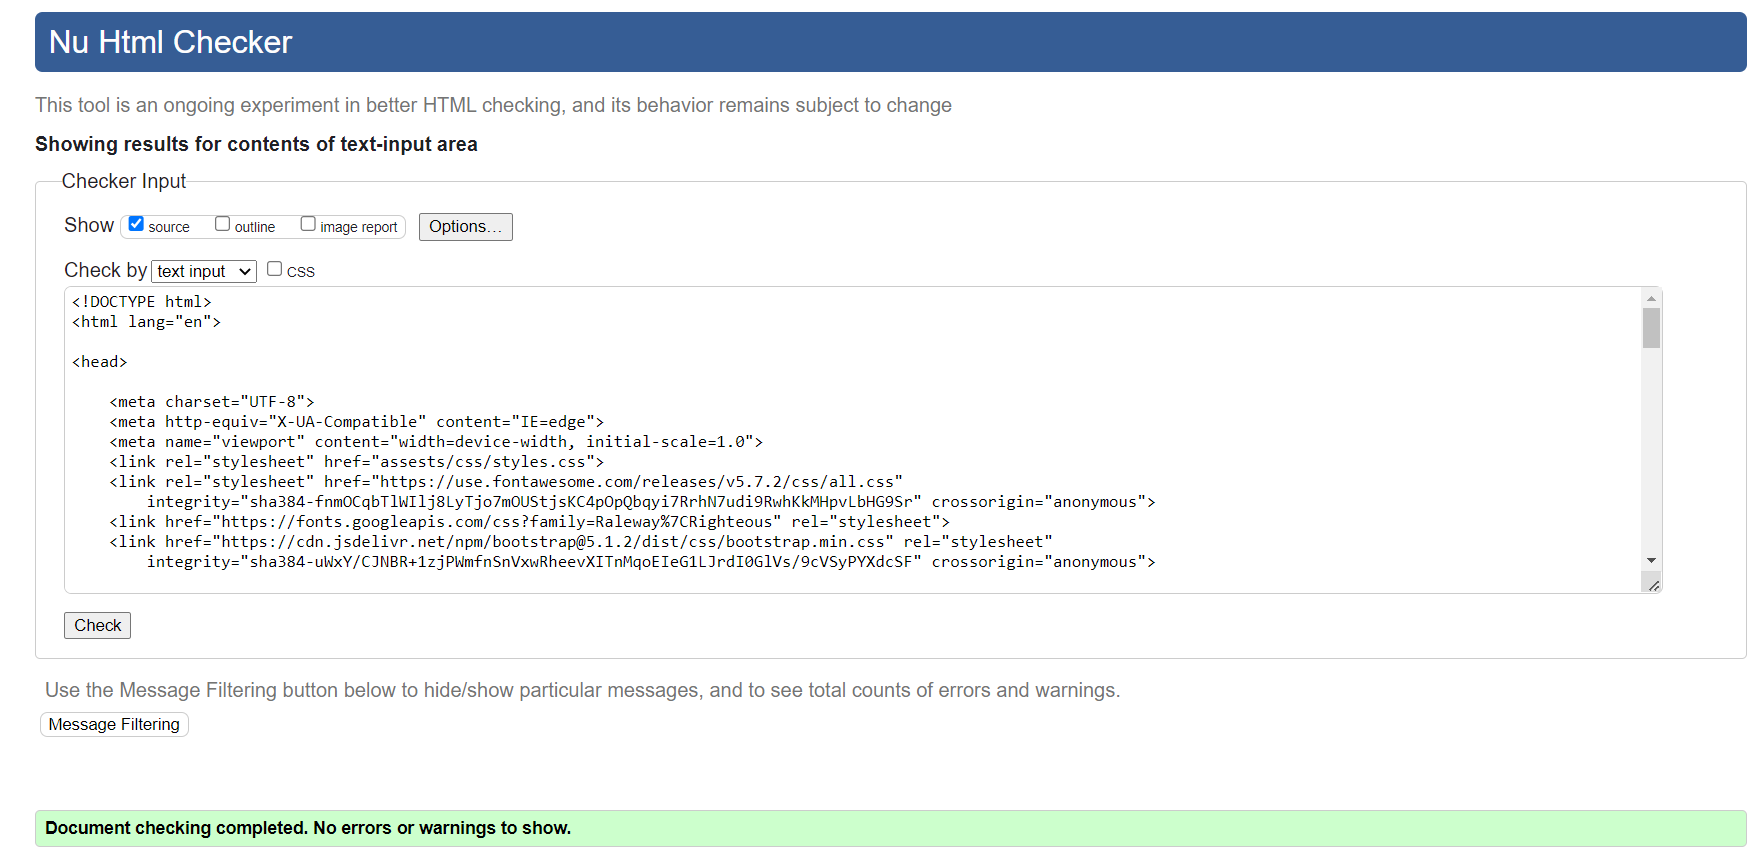 Nu Html Checker
This tool is an ongoing experiment in better HTML checking, and its behavior remains subject to change
Showing results for contents of text-input area
Checker Input
Show source outline image report Options...
Check by text input CSS
<!DOCTYPE html>
<html lang="en">
<head>
<meta charset="UTF-8">
<meta http-equiv="X-UA-Compatible" content="IE=edge">
<meta name="viewport" content="width=device-width, initial-scale=1.0">
<link rel="stylesheet" href="assests/css/styles.css">
<link rel="stylesheet" href="https://use.fontawesome.com/releases/v5.7.2/css/all.css"
integrity="sha384-fnmOCqbTlWIlj8LyTjo7mOUStjsKC4pOpQbqyi7RrhN7udi9RwhKkMHpvLbHG9Sr" crossorigin="anonymous">
<link href="https://fonts.googleapis.com/css?family=Raleway%7CRighteous" rel="stylesheet">
<link href="https://cdn.jsdelivr.net/npm/bootstrap@5.1.2/dist/css/bootstrap.min.css" rel="stylesheet"
integrity="sha384-uWxY/CJNBR+1zjPWmfnSnVxwRheevXITnMqoEIeG1LJrdI0GlVs/9cVSyPYXdcSF" crossorigin="anonymous">
Check
Use the Message Filtering button below to hide/show particular messages, and to see total counts of errors and warnings.
Message Filtering
Document checking completed. No errors or warnings to show.